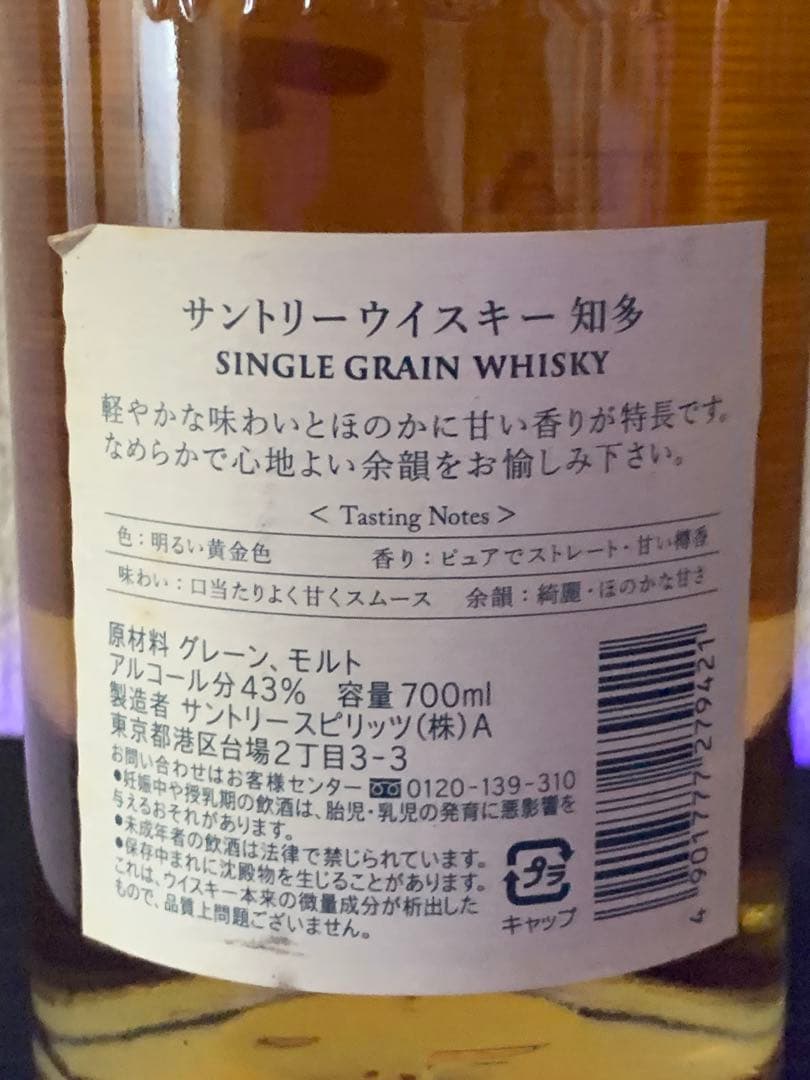 サントリーウイスキー 知多
SINGLE GRAIN WHISKY
軽やかな味わいとほのかに甘い香りが特長です。
なめらかで心地よい余韻をお愉しみ下さい。
< Tasting Notes >
色：明るい黄金色 香り：ピュアでストレート・甘い樽香
味わい：口当たりよく甘くスムース 余韻：綺麗・ほのかな甘さ
原材料 グレーン、モルト
アルコール分43% 容量700ml
製造者 サントリースピリッツ(株)A
東京都港区台場2丁目3-3
お問い合わせはお客様センター 0120-139-310
●妊娠中や授乳期の飲酒は、胎児・乳児の発育に悪影響を
与えるおそれがあります。
●未成年者の飲酒は法律で禁じられています。
●保存中まれに沈殿物を生じることがあります。
これは、ウイスキー本来の微量成分が析出した
もので、品質上問題ございません。
プラ
キャップ
4 901777 279421